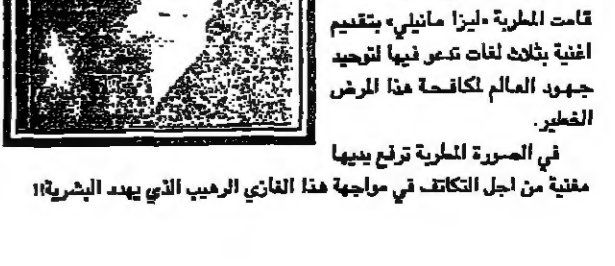 قامت المطربة «ليزا مانيلي» بتقديم
اغنية بثلاث لغات تدعو فيها لتوحيد
جهود العالم لمكافحة هذا المرض
الخطير.
في الصورة المطربة ترفع يديها
مغنية من اجل التكاتف في مواجهة هذا الغازي الرهيب الذي يهدد البشرية!!